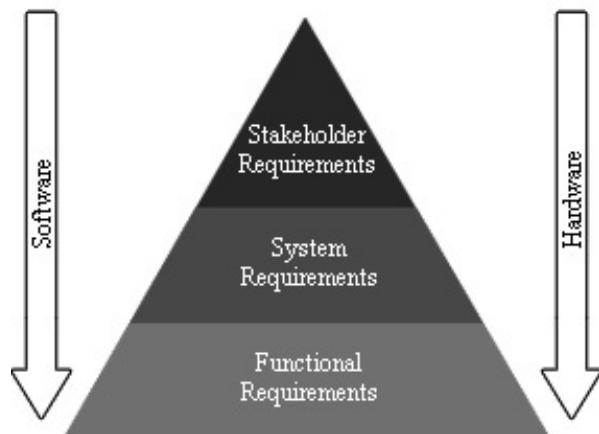 Stakeholder
Requirements
System
Requirements
Functional
Requirements
Software
Hardware